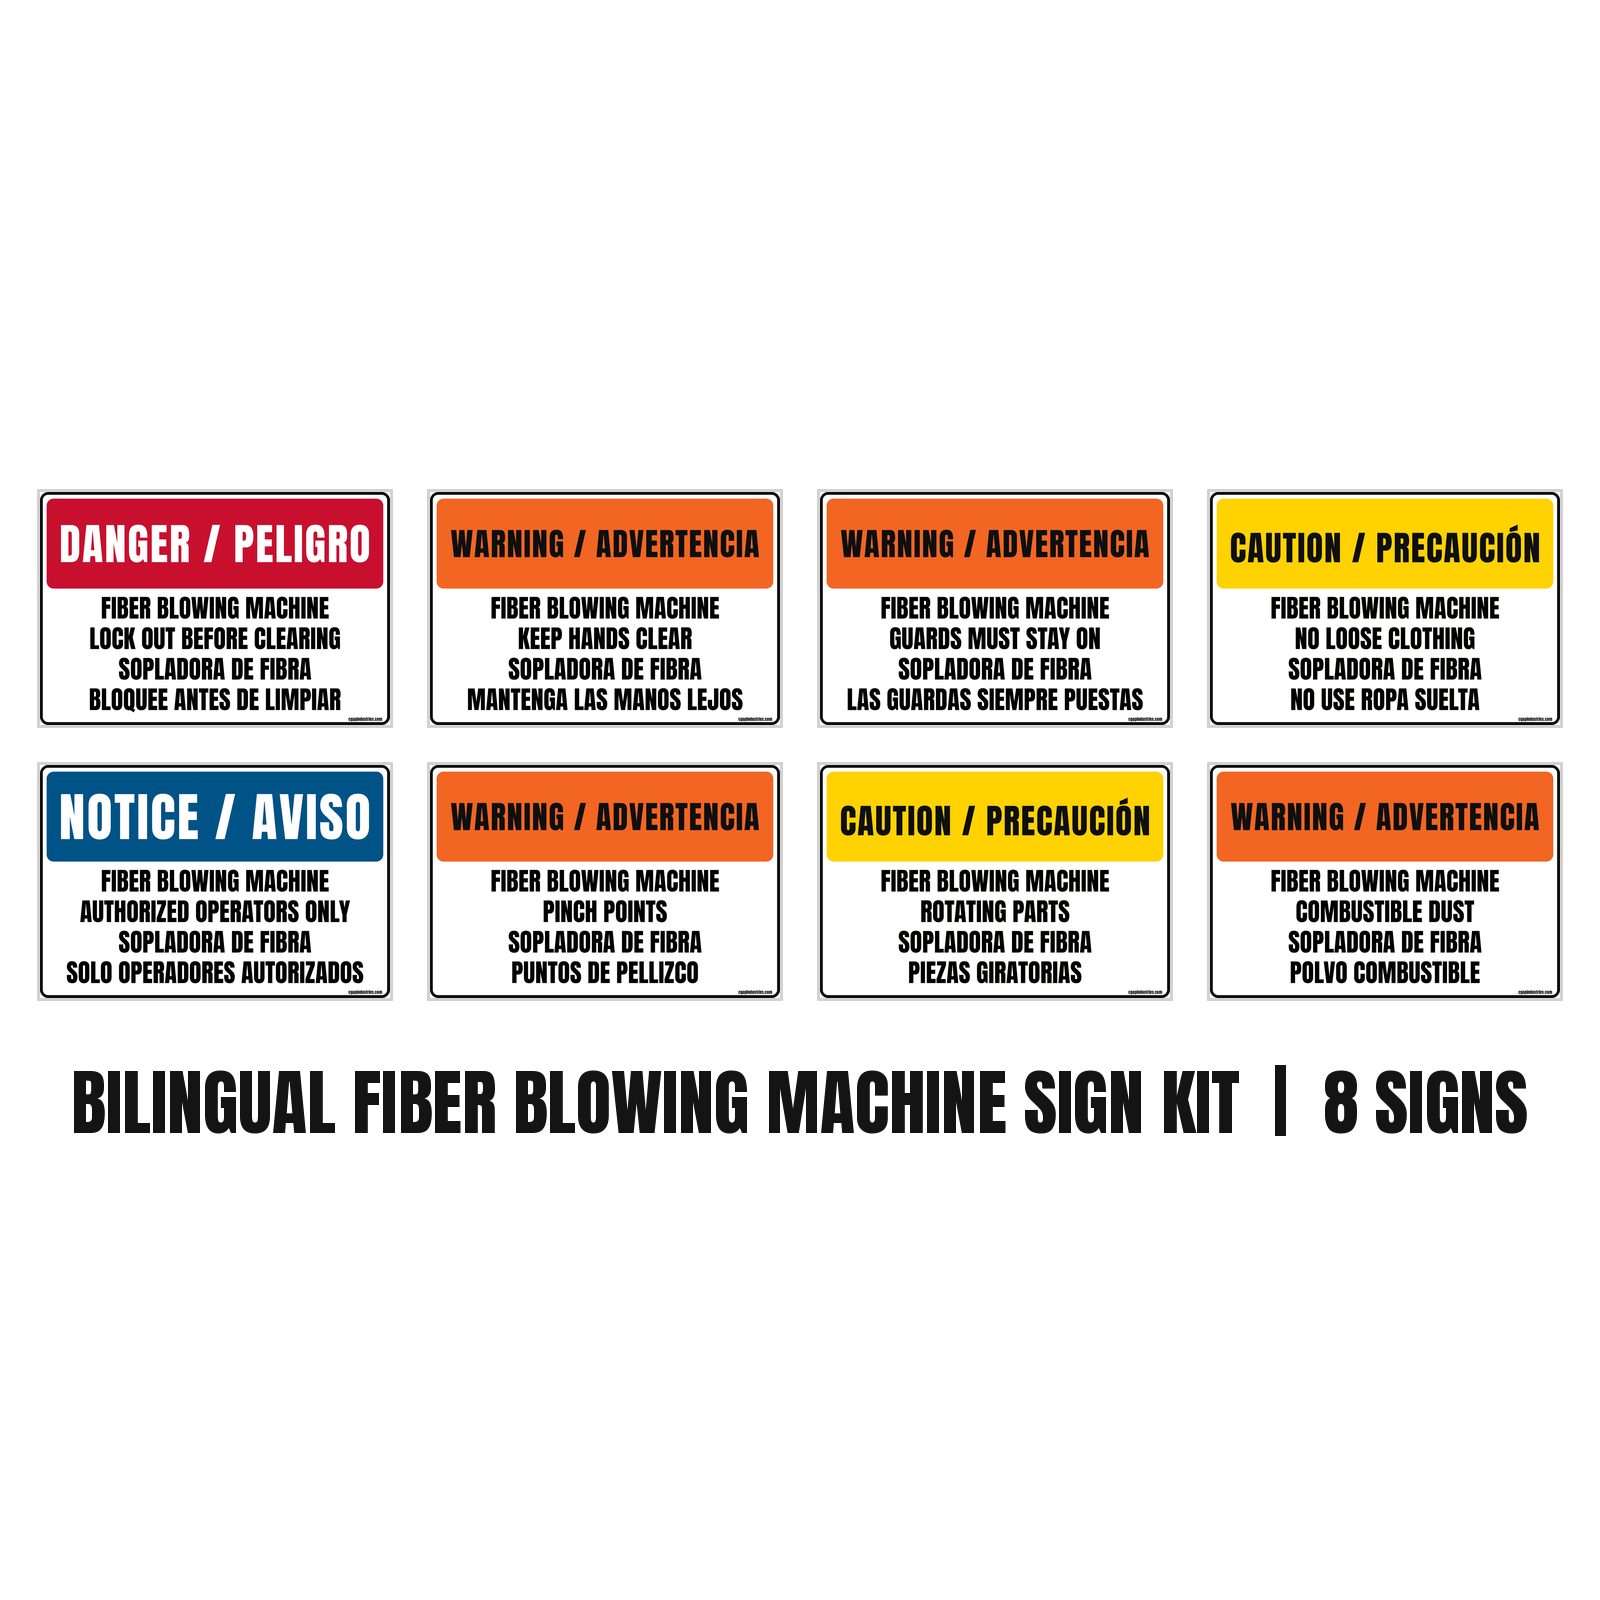 DANGER / PELIGRO
FIBER BLOWING MACHINE
LOCK OUT BEFORE CLEARING
SOPLADORA DE FIBRA
BLOQUEE ANTES DE LIMPIAR
WARNING / ADVERTENCIA
FIBER BLOWING MACHINE
KEEP HANDS CLEAR
SOPLADORA DE FIBRA
MANTENGA LAS MANOS LEJOS
WARNING / ADVERTENCIA
FIBER BLOWING MACHINE
GUARDS MUST STAY ON
SOPLADORA DE FIBRA
LAS GUARDAS SIEMPRE PUESTAS
CAUTION / PRECAUCIÓN
FIBER BLOWING MACHINE
NO LOOSE CLOTHING
SOPLADORA DE FIBRA
NO USE ROPA SUELTA
NOTICE / AVISO
FIBER BLOWING MACHINE
AUTHORIZED OPERATORS ONLY
SOPLADORA DE FIBRA
SOLO OPERADORES AUTORIZADOS
WARNING / ADVERTENCIA
FIBER BLOWING MACHINE
PINCH POINTS
SOPLADORA DE FIBRA
PUNTOS DE PELLIZCO
CAUTION / PRECAUCIÓN
FIBER BLOWING MACHINE
ROTATING PARTS
SOPLADORA DE FIBRA
PIEZAS GIRATORIAS
WARNING / ADVERTENCIA
FIBER BLOWING MACHINE
COMBUSTIBLE DUST
SOPLADORA DE FIBRA
POLVO COMBUSTIBLE
BILINGUAL FIBER BLOWING MACHINE SIGN KIT | 8 SIGNS